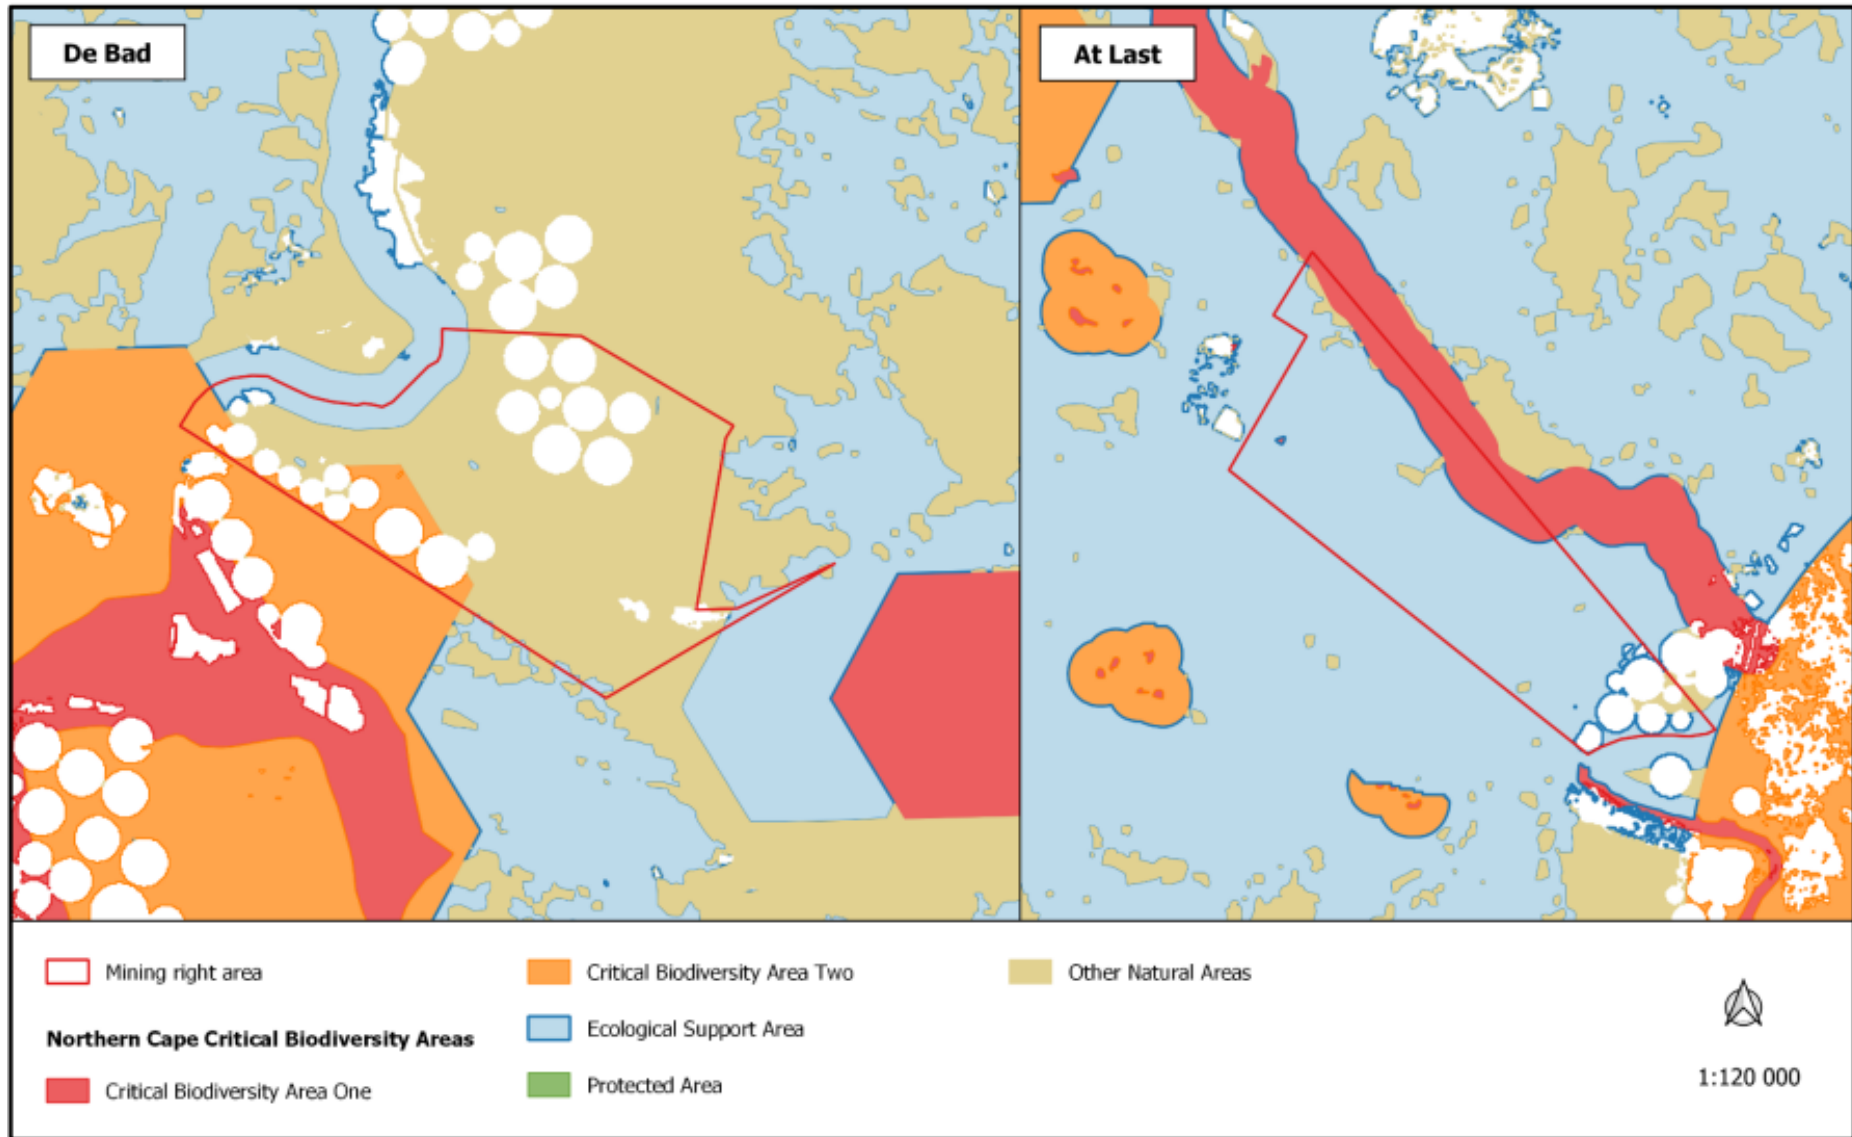 De Bad
At Last
Mining right area
Northern Cape Critical Biodiversity Areas
Critical Biodiversity Area One
Critical Biodiversity Area Two
Ecological Support Area
Protected Area
Other Natural Areas
1:120 000